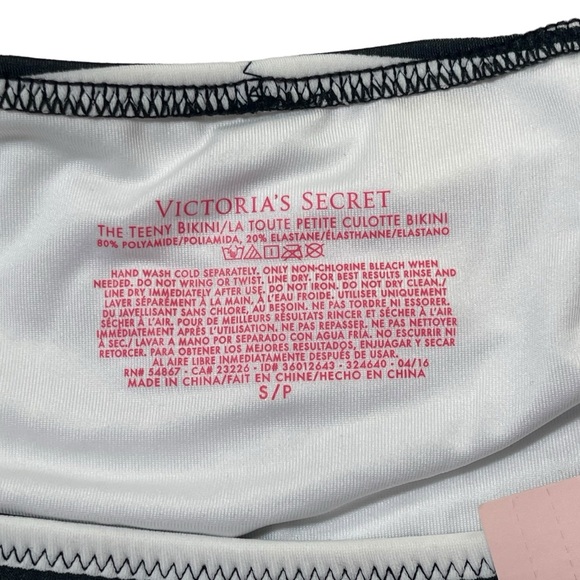 VICTORIA'S SECRET
THE TEENY BIKINI/LA TOUTE PETITE CULOTTE BIKINI
80% POLYAMIDE/POLIAMIDA, 20% ELASTANE/ÉLASTHANNE/ELASTANO
HAND WASH COLD SEPARATELY. ONLY NON-CHLORINE BLEACH WHEN
NEEDED. DO NOT WRING OR TWIST. LINE DRY. FOR BEST RESULTS RINSE AND
LINE DRY IMMEDIATELY AFTER USE. DO NOT IRON. DO NOT DRY CLEAN./
LAVER SÉPARÉMENT À LA MAIN, À L'EAU FROIDE. UTILISER UNIQUEMENT
DU JAVELLISANT SANS CHLORE, AU BESOIN. NE PAS TORDRE NI ESSORER.
SÉCHER À L'AIR. POUR DE MEILLEURS RÉSULTATS RINCER ET SÉCHER À L'AIR
IMMÉDIATEMENT APRÈS L'UTILISATION. NE PAS REPASSER. NE PAS NETTOYER
À SEC./ LAVAR A MANO POR SEPARADO CON AGUA FRÍA. NO ESCURRIR NI
RETORCER. PARA OBTENER LOS MEJORES RESULTADOS, ENJUAGAR Y SECAR
AL AIRE LIBRE INMEDIATAMENTE DESPUÉS DE USAR.
RN# 54867 - CA# 23226 - ID# 36012643 - 324640 - 04/16
MADE IN CHINA/FAIT EN CHINE/HECHO EN CHINA
S/P